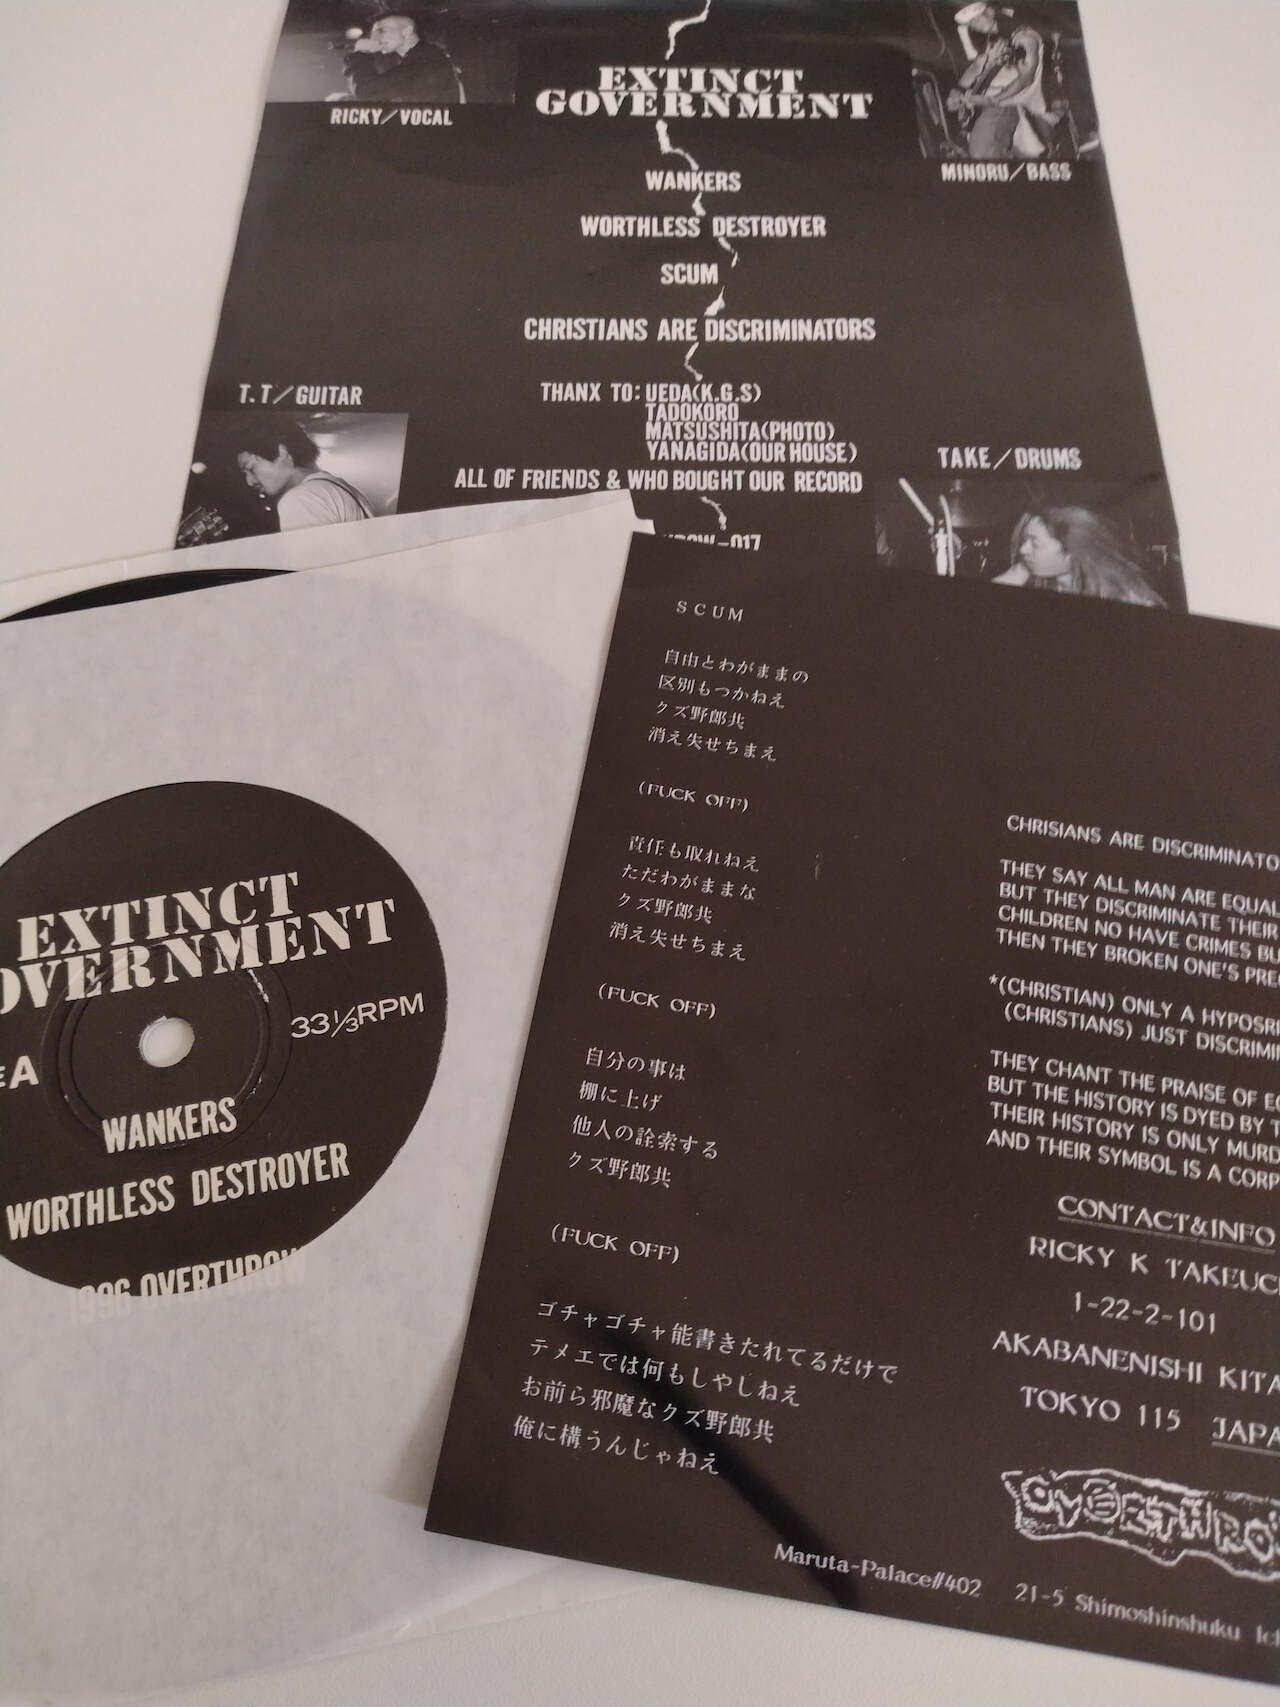 EXTINCT
GOVERNMENT
RICKY/VOCAL
MINORU/BASS
WANKERS
WORTHLESS DESTROYER
SCUM
CHRISTIANS ARE DISCRIMINATORS
T.T/GUITAR
THANX TO: UEDA(K.G.S)
TADOKORO
MATSUSHITA(PHOTO)
YANAGIDA(OUR HOUSE)
TAKE/DRUMS
ALL OF FRIENDS & WHO BOUGHT OUR RECORD
-017
EXTINCT
OVERNMENT
33 1/3 RPM
A
WANKERS
WORTHLESS DESTROYER
1996 OVERTHROW
SCUM
自由とわがままの
区別もつかねえ
クズ野郎共
消え失せちまえ
(FUCK OFF)
責任も取れねえ
ただわがままな
クズ野郎共
消え失せちまえ
(FUCK OFF)
自分の事は
棚に上げ
他人の詮索する
クズ野郎共
(FUCK OFF)
ゴチャゴチャ能書きたれてるだけで
テメエでは何もしやしねえ
お前ら邪魔なクズ野郎共
俺に構うんじゃねえ
CHRISIANS ARE DISCRIMINATO
THEY SAY ALL MAN ARE EQUAL
BUT THEY DISCRIMINATE THEIR
CHILDREN NO HAVE CRIMES BU
THEN THEY BROKEN ONE'S PRE
*(CHRISTIAN) ONLY A HYPOSR
(CHRISTIANS) JUST DISCRIMI
THEY CHANT THE PRAISE OF E
BUT THE HISTORY IS DYED BY T
THEIR HISTORY IS ONLY MURD
AND THEIR SYMBOL IS A CORP
CONTACT&INFO
RICKY K TAKEUC
1-22-2-101
AKABANENISHI KITA
TOKYO 115 JAPA
OVERTHRO
Maruta-Palace#402 21-5 Shimoshinshuku Ic